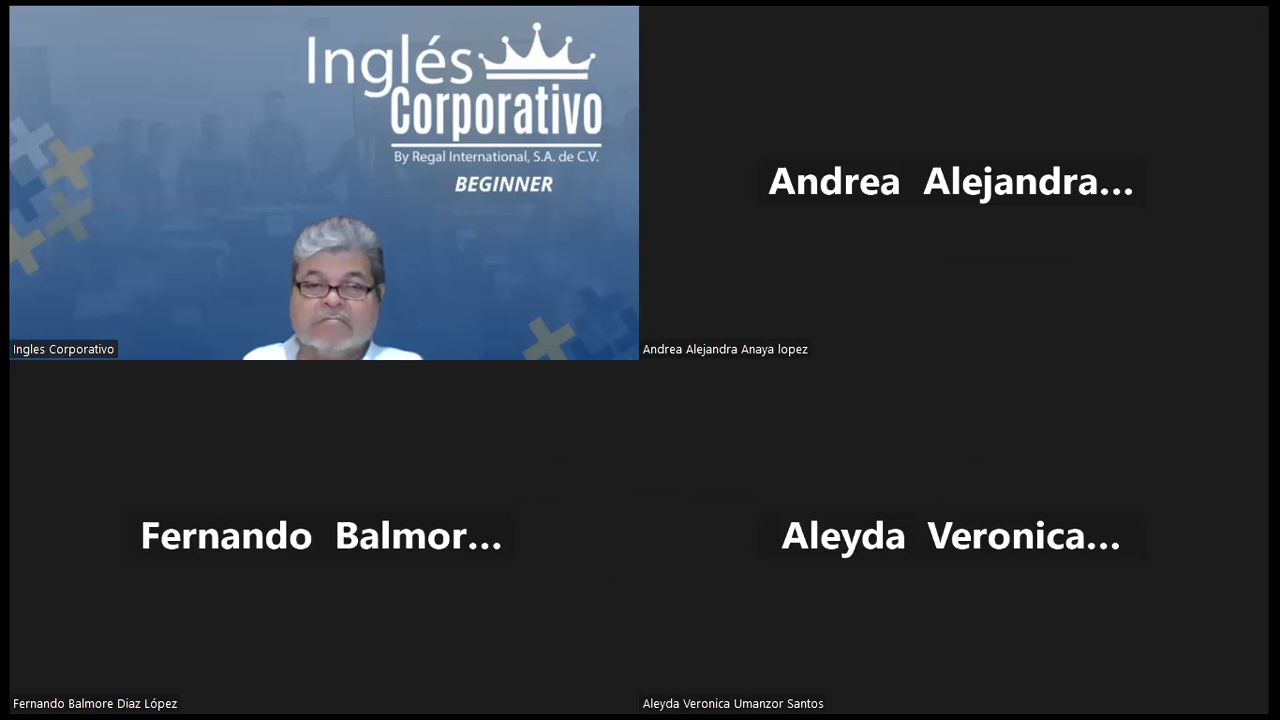 Inglés
Corporativo
By Regal International, S.A. de C.V.
BEGINNER
Ingles Corporativo
Andrea Alejandra...
Andrea Alejandra Anaya lopez
Fernando Balmor...
Fernando Balmore Diaz López
Aleyda Veronica...
Aleyda Veronica Umanzor Santos